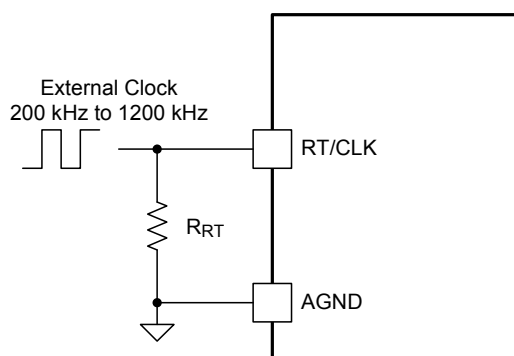 External Clock
200 kHz to 1200 kHz
RT/CLK
RRT
AGND